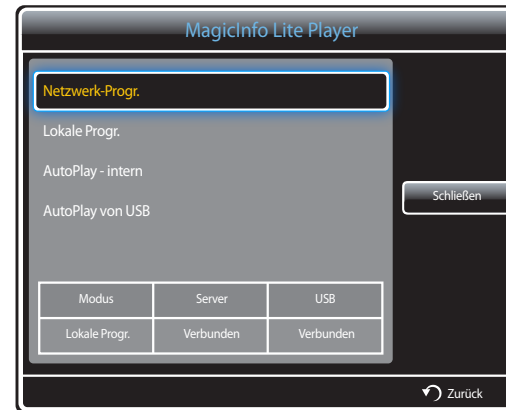 MagicInfo Lite Player
Netzwerk-Progr.
Lokale Progr.
AutoPlay - intern
AutoPlay von USB
Schließen
Modus Server USB
Lokale Progr. Verbunden Verbunden
Zurück